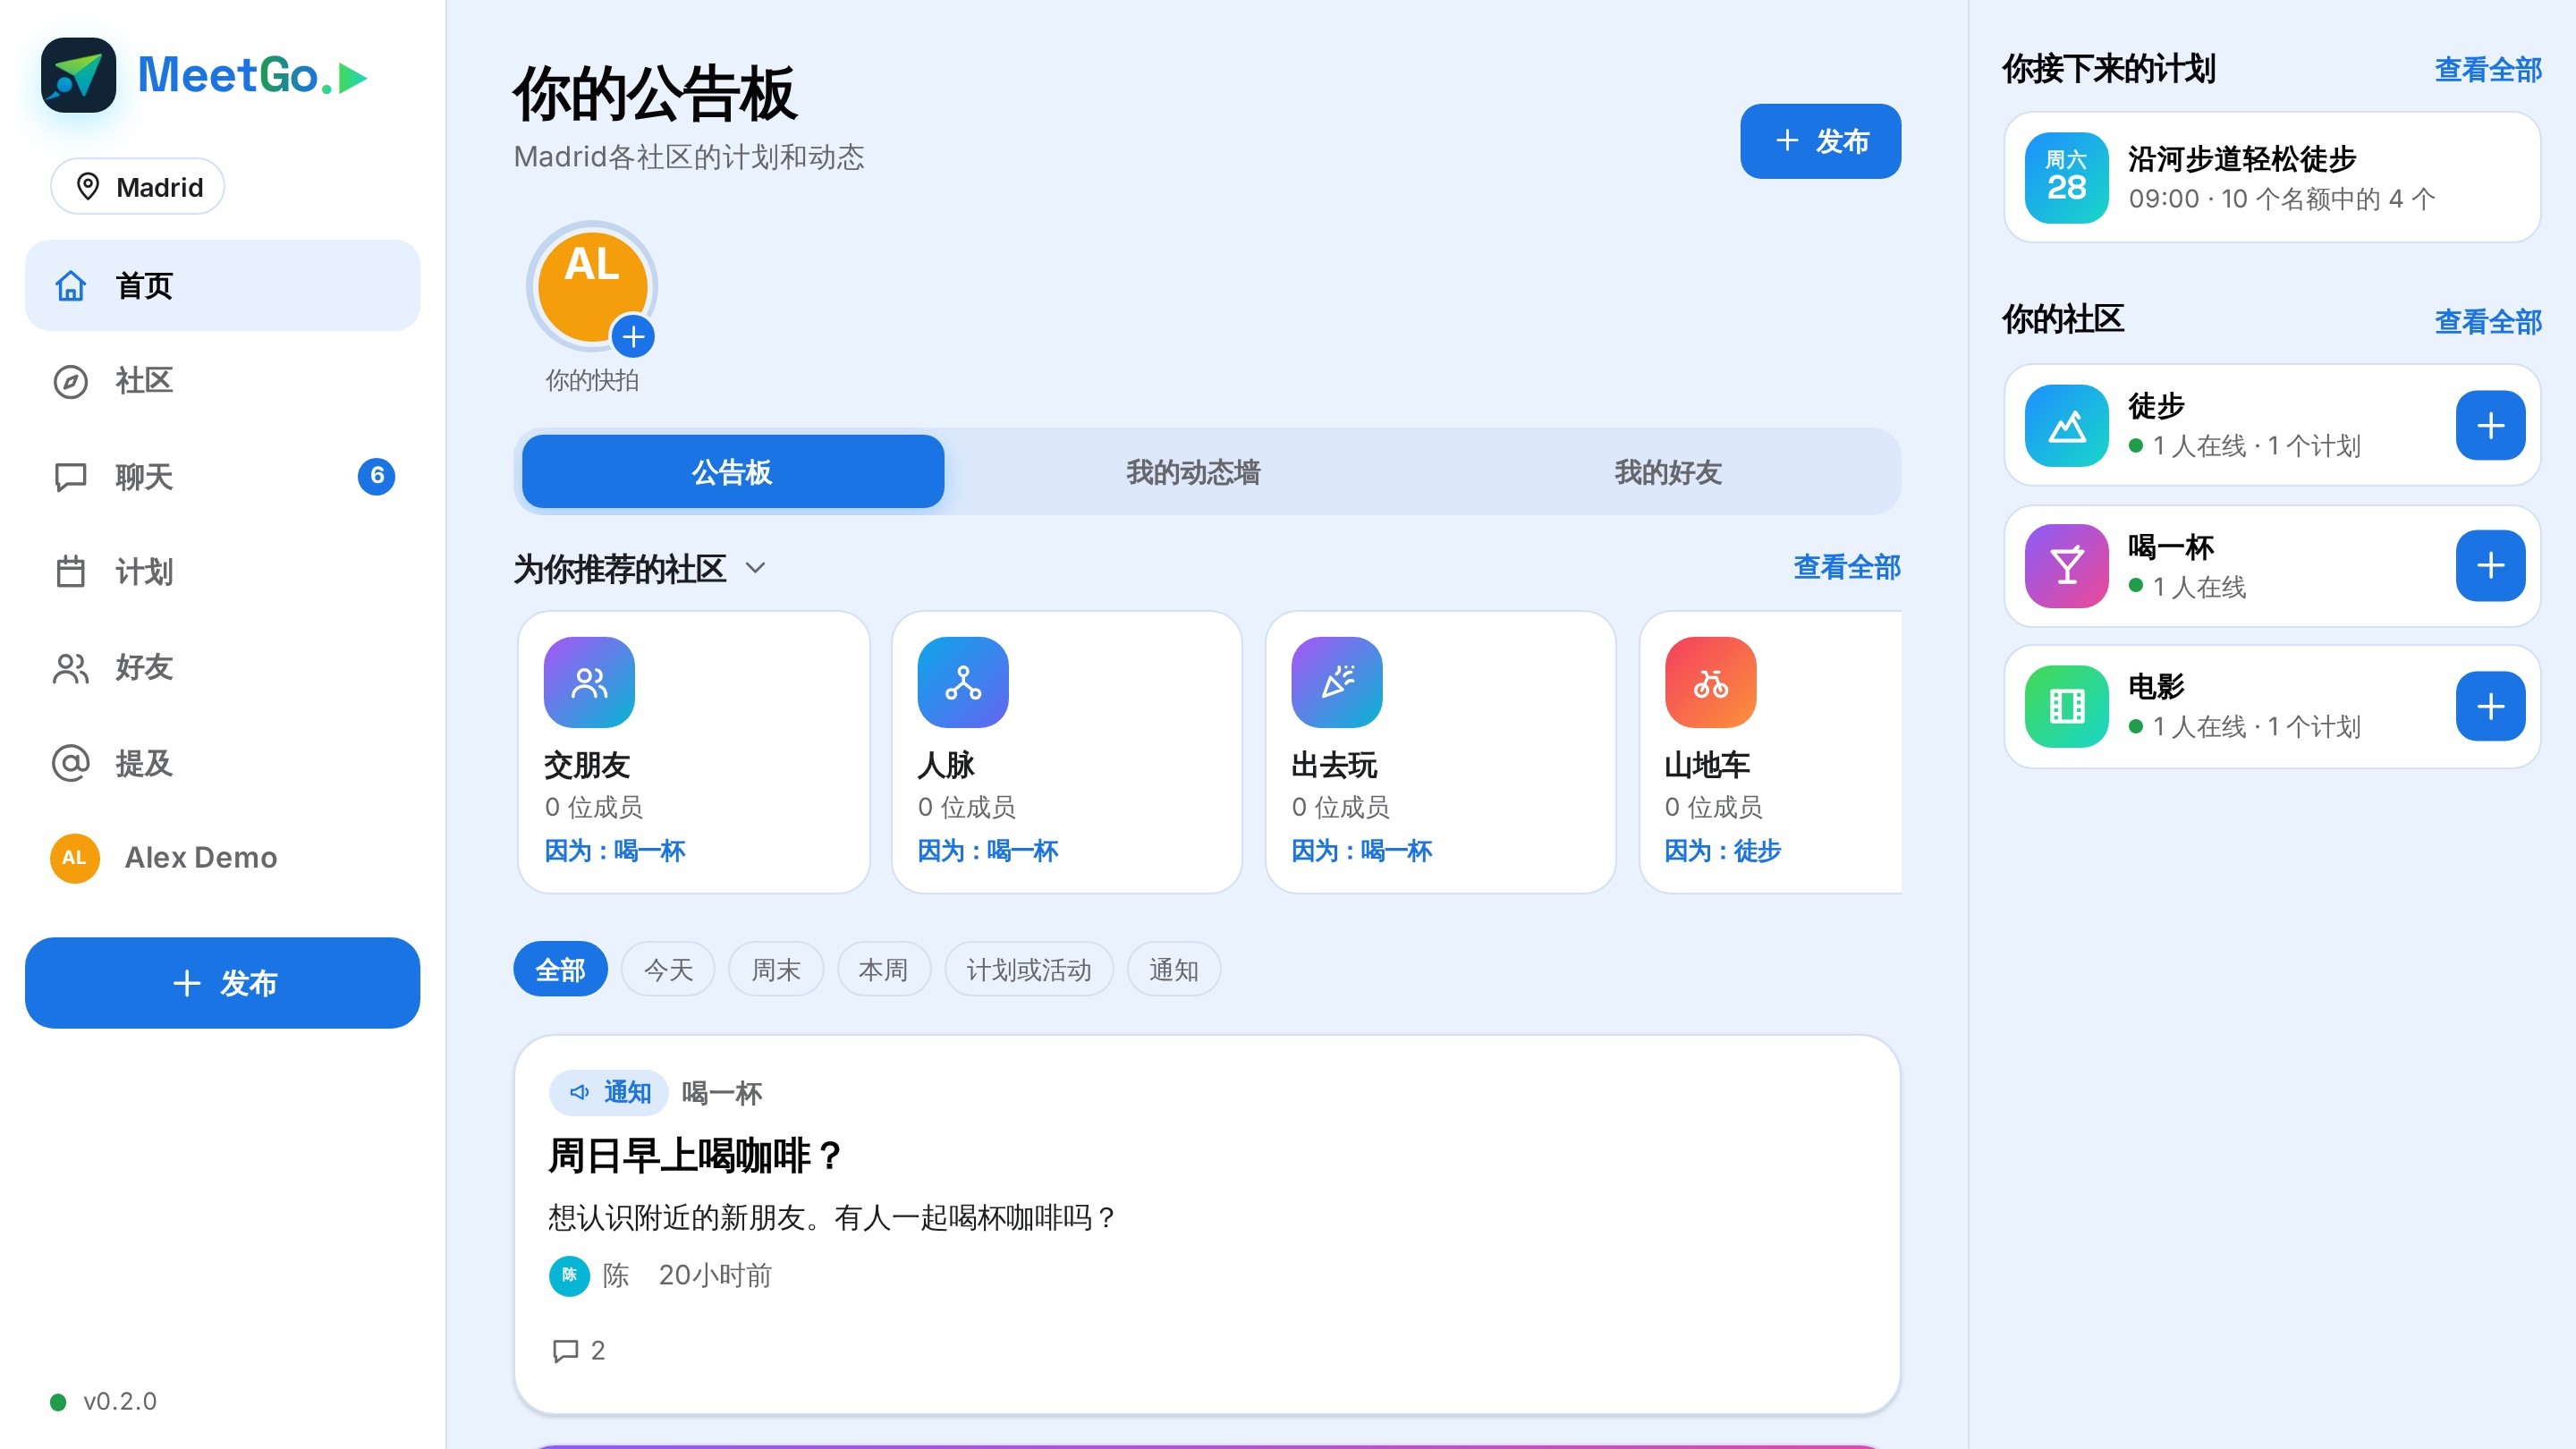 MeetGo.
Madrid
首页
社区
聊天
6
计划
好友
提及
AL
Alex Demo
发布
v0.2.0
你的公告板
Madrid各社区的计划和动态
发布
AL
你的快拍
公告板
我的动态墙
我的好友
为你推荐的社区
查看全部
交朋友
0 位成员
因为：喝一杯
人脉
0 位成员
因为：喝一杯
出去玩
0 位成员
因为：喝一杯
山地车
0 位成员
因为：徒步
全部
今天
周末
本周
计划或活动
通知
通知
喝一杯
周日早上喝咖啡？
想认识附近的新朋友。有人一起喝杯咖啡吗？
陈
陈 20小时前
2
你接下来的计划
查看全部
周六
28
沿河步道轻松徒步
09:00 · 10 个名额中的 4 个
你的社区
查看全部
徒步
1 人在线 · 1 个计划
喝一杯
1 人在线
电影
1 人在线 · 1 个计划